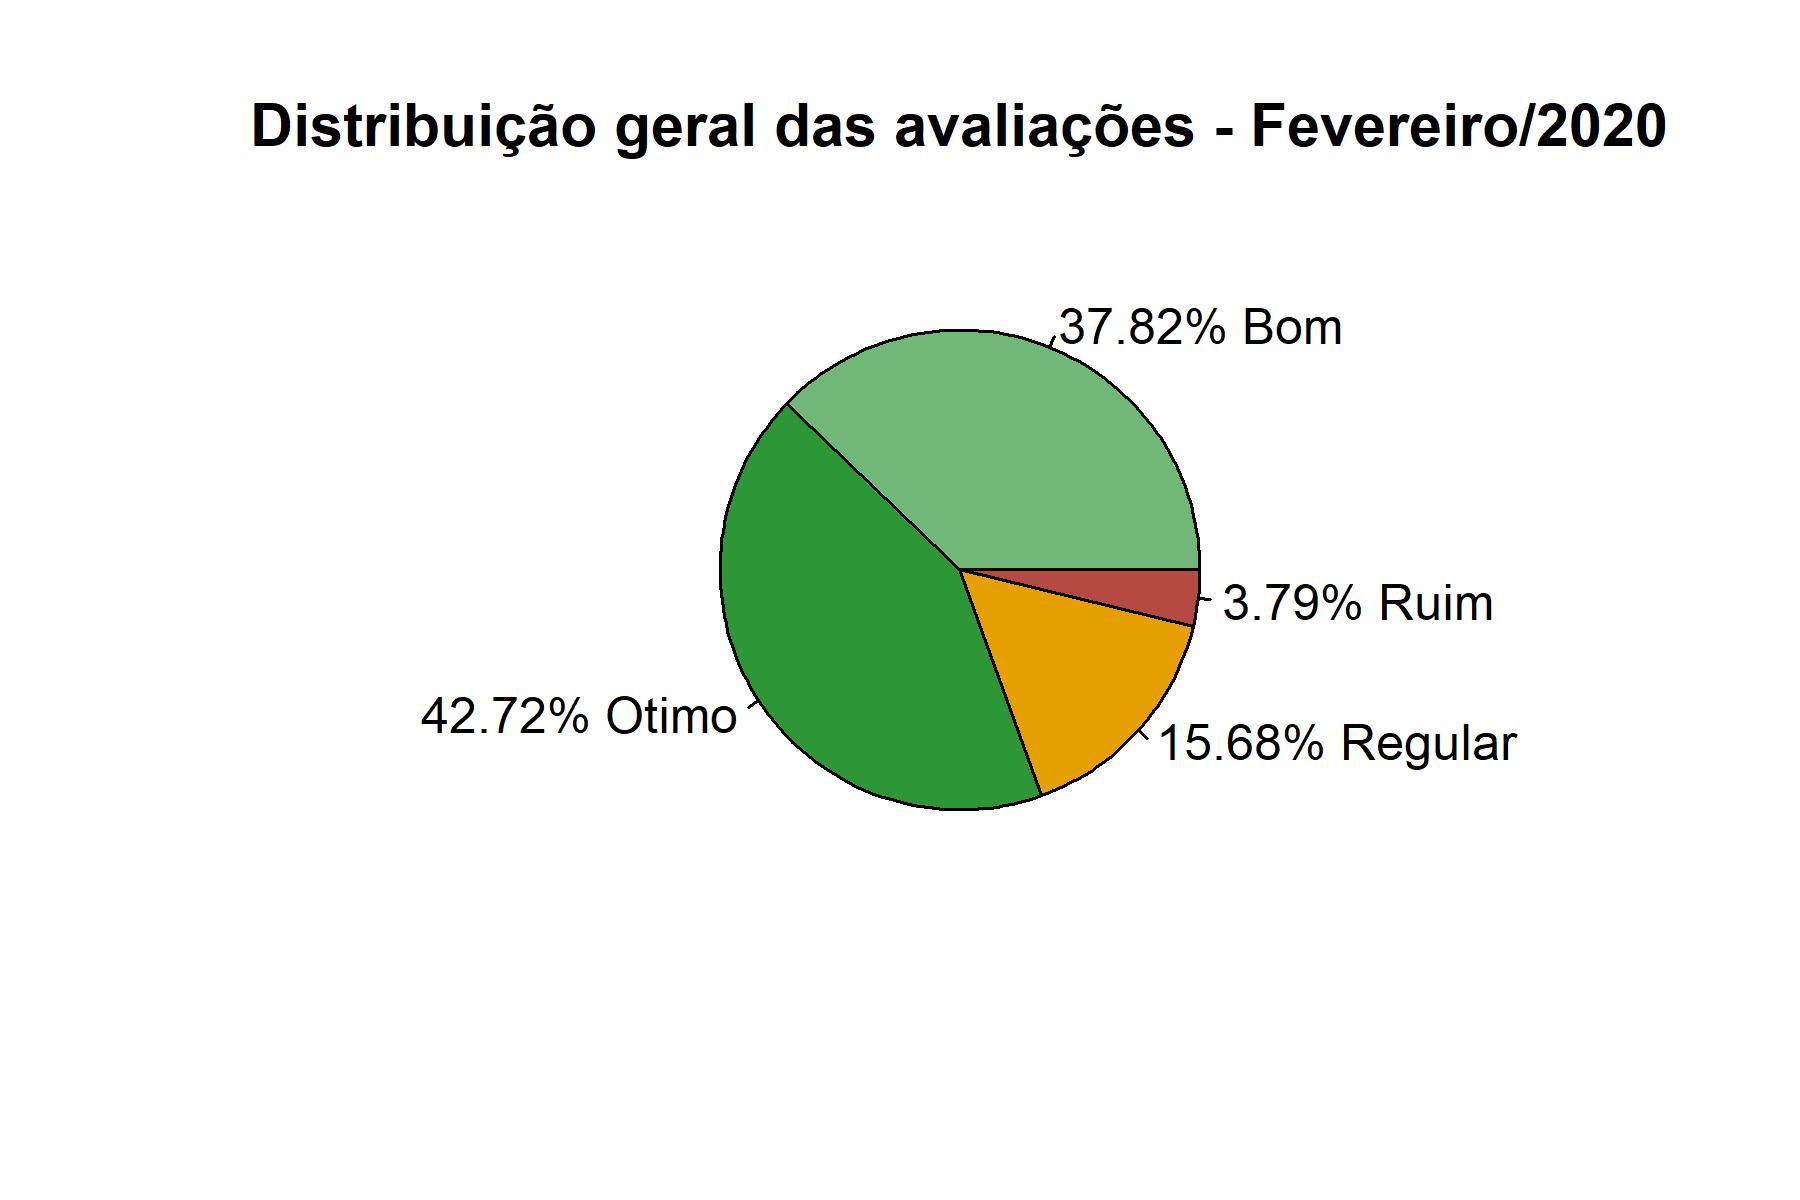 Distribuição geral das avaliações - Fevereiro/2020
37.82% Bom
3.79% Ruim
42.72% Otimo
15.68% Regular